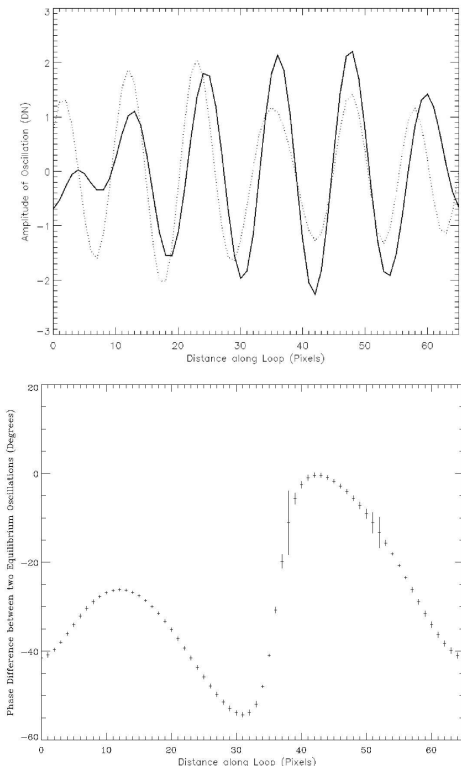 3
2
1
0
-1
-2
-3
Amplitude of Oscillation (DN)
0 10 20 30 40 50 60
Distance along Loop (Pixels)
20
0
-20
-40
-60
Phase Difference between two Equilibrium Oscillations (Degrees)
0 10 20 30 40 50 60
Distance along Loop (Pixels)